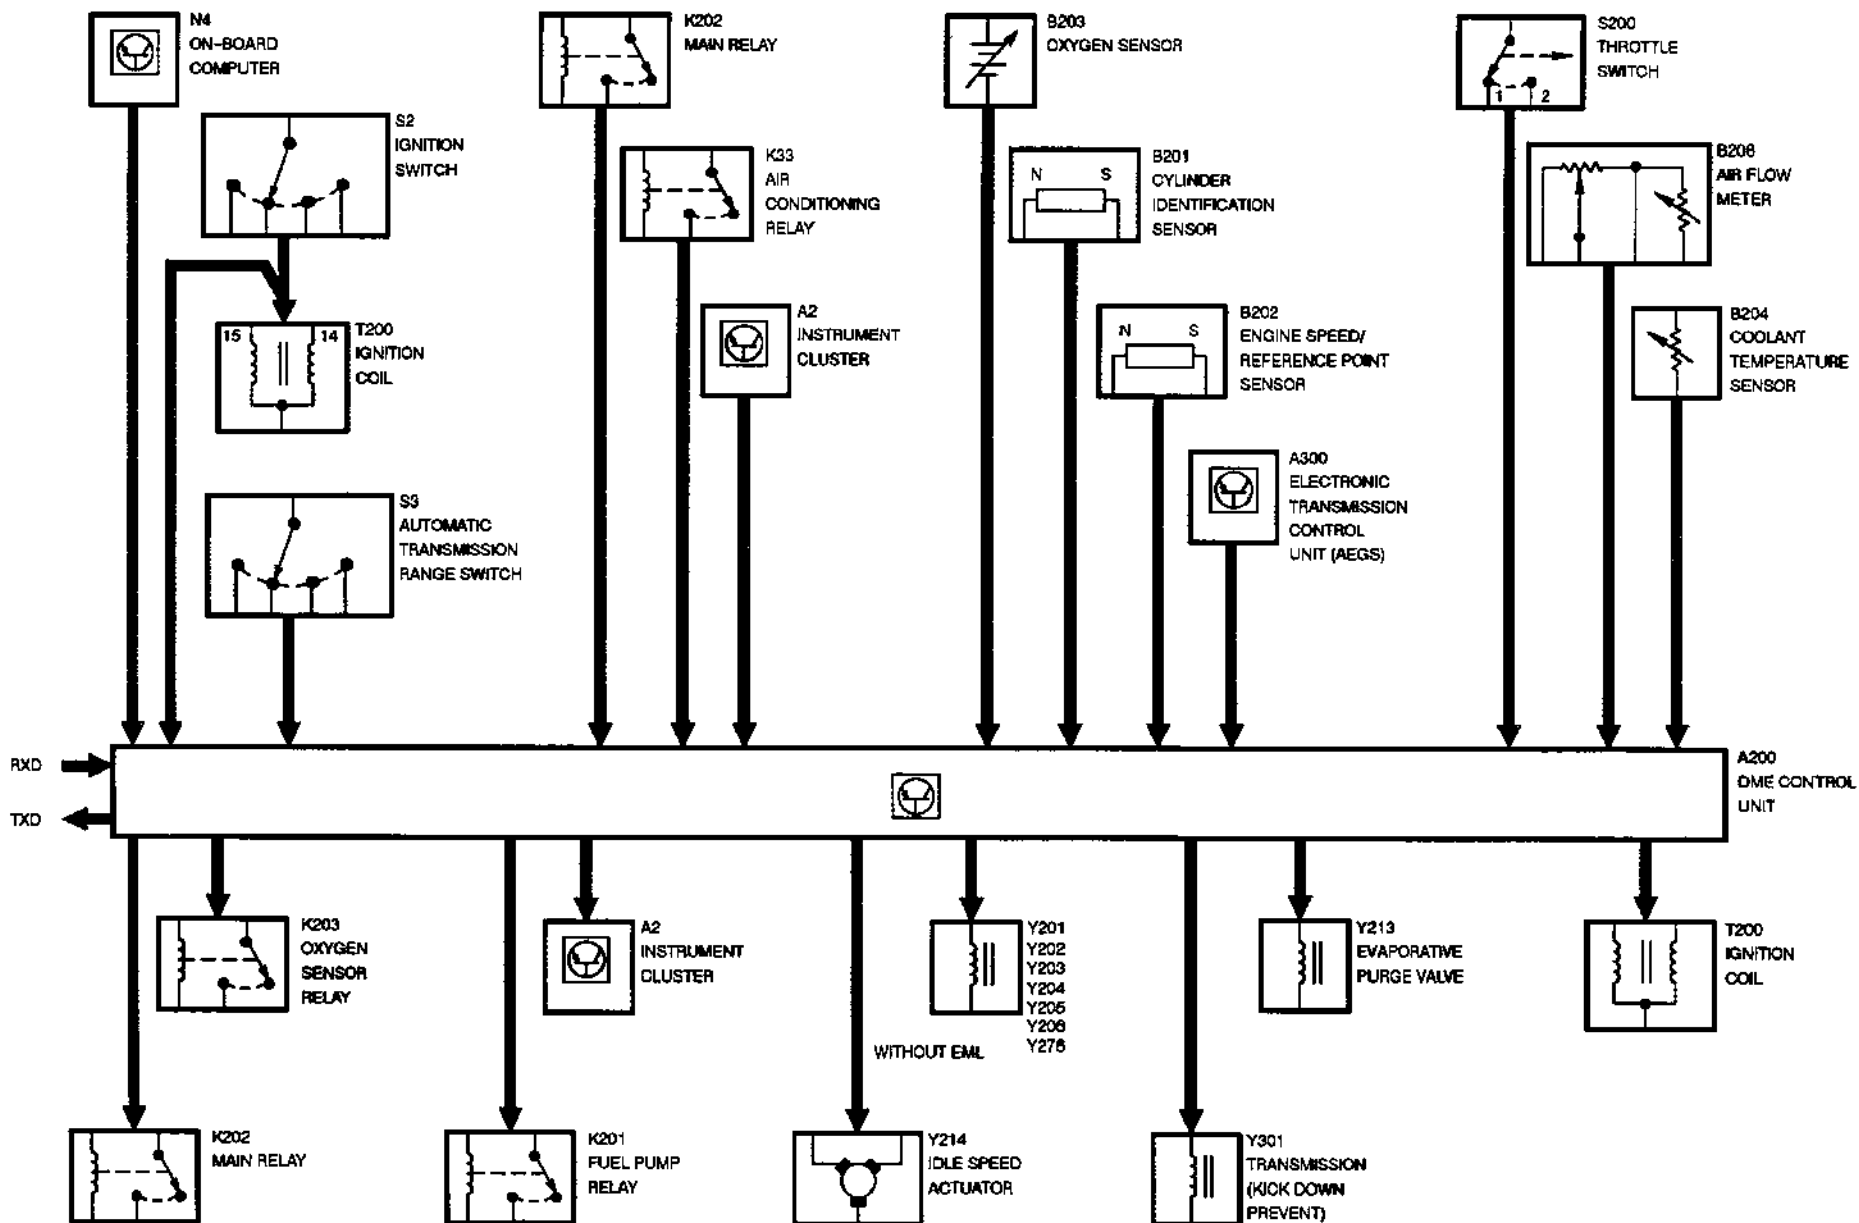 N4
ON-BOARD
COMPUTER
K202
MAIN RELAY
B203
OXYGEN SENSOR
S200
THROTTLE
SWITCH
1 2
S2
IGNITION
SWITCH
K33
AIR
CONDITIONING
RELAY
N S
B201
CYLINDER
IDENTIFICATION
SENSOR
B206
AIR FLOW
METER
15 14
T200
IGNITION
COIL
A2
INSTRUMENT
CLUSTER
N S
B202
ENGINE SPEED/
REFERENCE POINT
SENSOR
B204
COOLANT
TEMPERATURE
SENSOR
A300
ELECTRONIC
TRANSMISSION
CONTROL
UNIT (AEGS)
S3
AUTOMATIC
TRANSMISSION
RANGE SWITCH
RXD
TXD
A200
DME CONTROL
UNIT
K203
OXYGEN
SENSOR
RELAY
A2
INSTRUMENT
CLUSTER
Y201
Y202
Y203
Y204
Y205
Y206
Y276
Y213
EVAPORATIVE
PURGE VALVE
T200
IGNITION
COIL
WITHOUT EML
K202
MAIN RELAY
K201
FUEL PUMP
RELAY
Y214
IDLE SPEED
ACTUATOR
Y301
TRANSMISSION
(KICK DOWN
PREVENT)